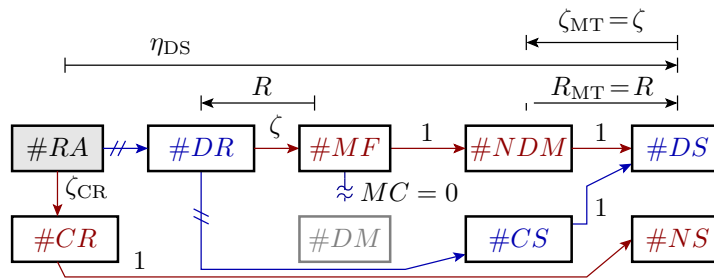 ζ_MT = ζ
η_DS
R R_MT = R
ζ 1 1
#RA #DR #MF #NDM #DS
ζ_CR MC = 0 1
#CR #DM #CS #NS
1